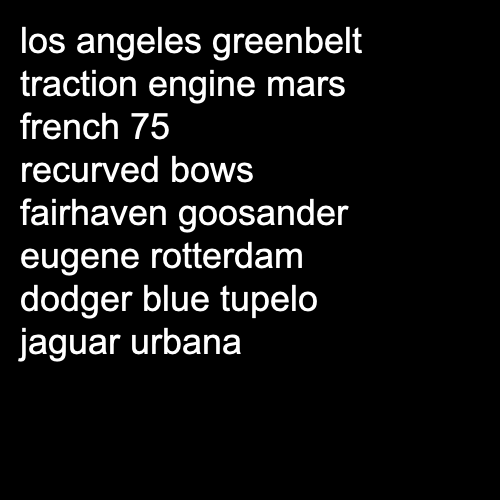 los angeles greenbelt
traction engine mars
french 75
recurved bows
fairhaven goosander
eugene rotterdam
dodger blue tupelo
jaguar urbana